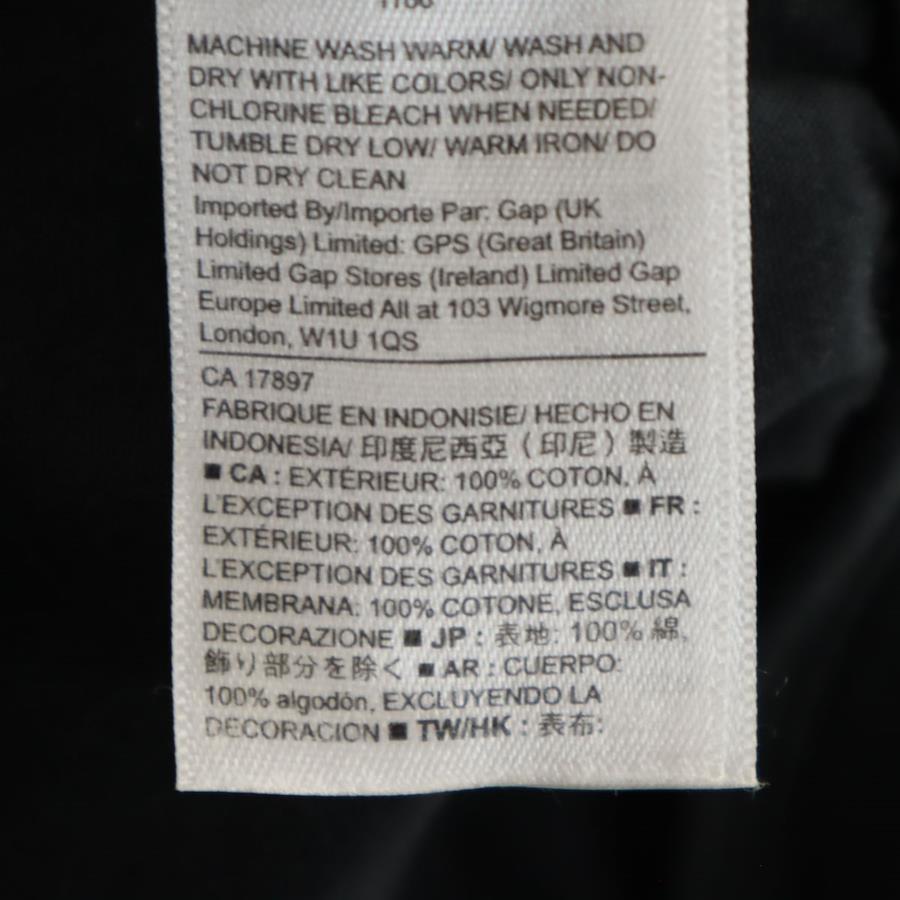 MACHINE WASH WARM/ WASH AND
DRY WITH LIKE COLORS/ ONLY NON-
CHLORINE BLEACH WHEN NEEDED/
TUMBLE DRY LOW/ WARM IRON/ DO
NOT DRY CLEAN
Imported By/Importe Par: Gap (UK
Holdings) Limited: GPS (Great Britain)
Limited Gap Stores (Ireland) Limited Gap
Europe Limited All at 103 Wigmore Street,
London, W1U 1QS
CA 17897
FABRIQUE EN INDONISIE/ HECHO EN
INDONESIA/ 印度尼西亞（印尼）製造
■ CA : EXTÉRIEUR: 100% COTON, À
L'EXCEPTION DES GARNITURES ■ FR :
EXTÉRIEUR: 100% COTON, À
L'EXCEPTION DES GARNITURES ■ IT :
MEMBRANA: 100% COTONE, ESCLUSA
DECORAZIONE ■ JP : 表地: 100% 綿,
飾り部分を除く ■ AR : CUERPO:
100% algodón, EXCLUYENDO LA
DECORACION ■ TW/HK : 表布: